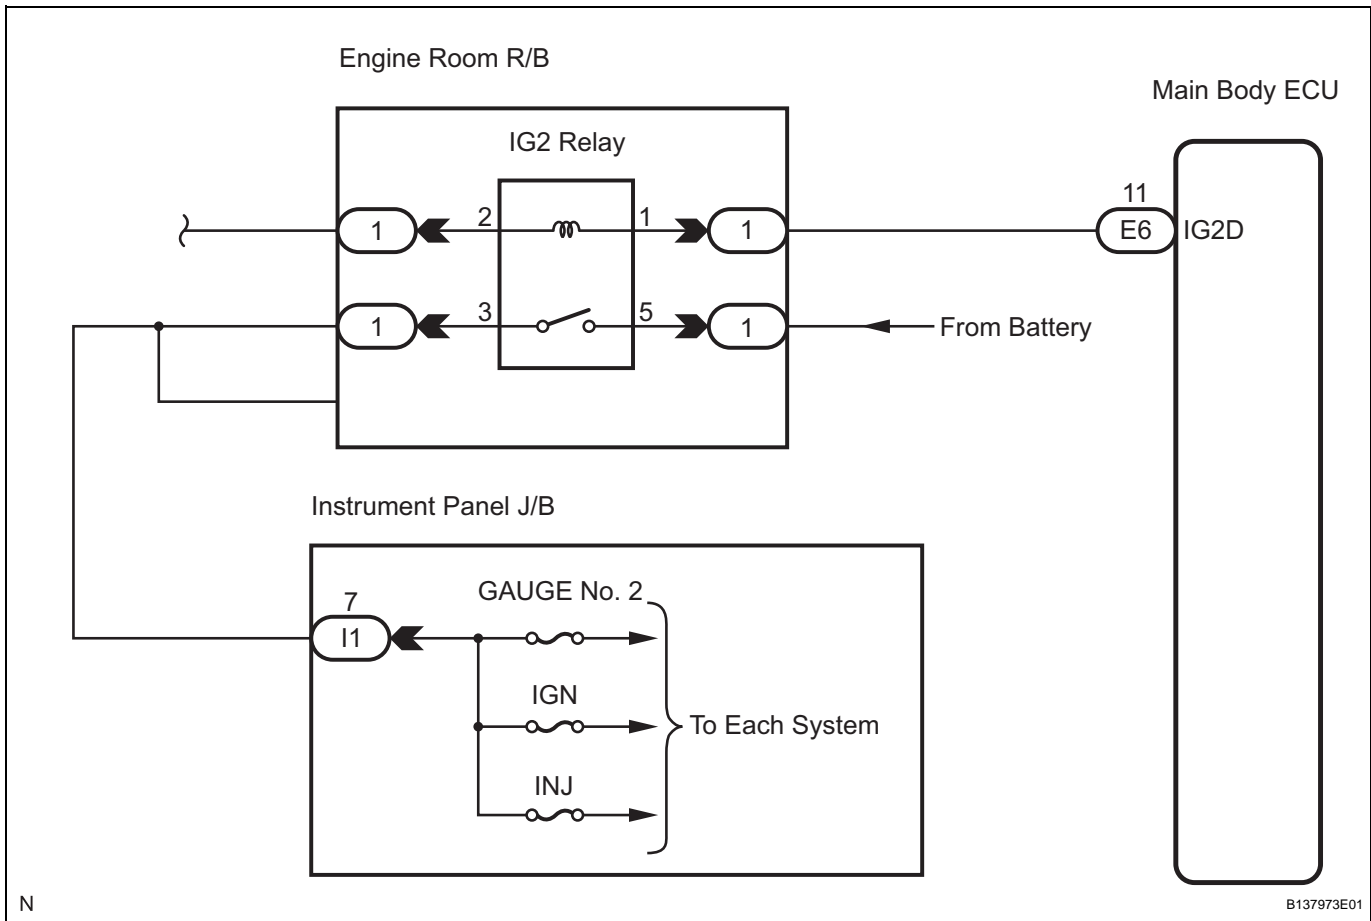 Engine Room R/B
Main Body ECU
IG2 Relay
11
1 2 1 1 E6 IG2D
1 3 5 1 From Battery
Instrument Panel J/B
GAUGE No. 2
7
I1
IGN
To Each System
INJ
N
B137973E01